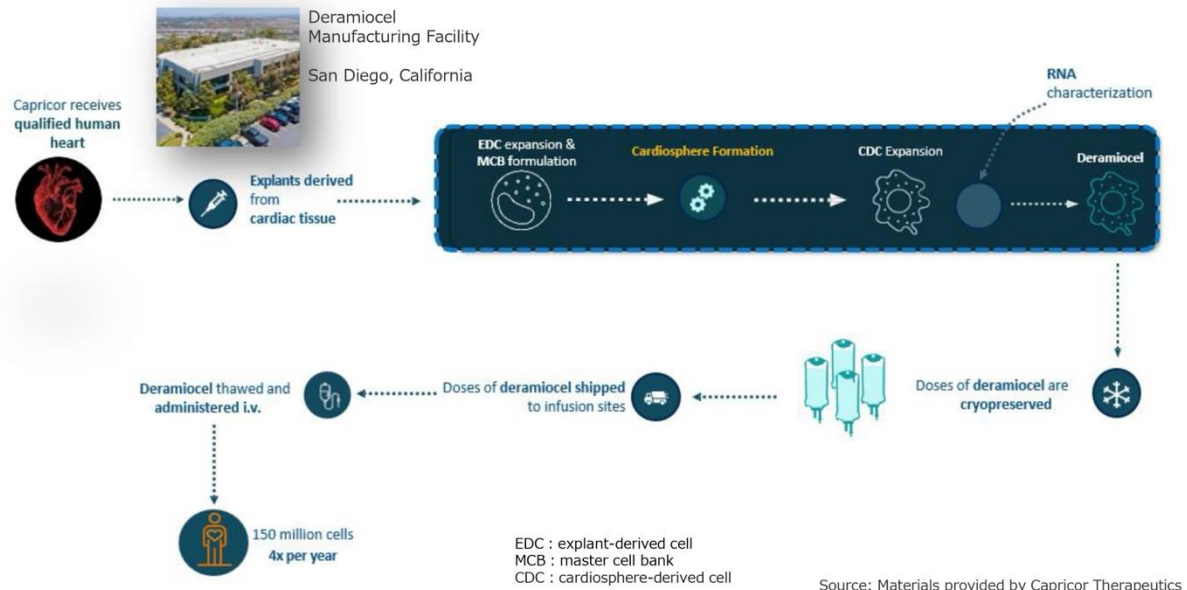 Deramiocel
Manufacturing Facility
San Diego, California
Capricor receives
qualified human
heart
Explants derived
from
cardiac tissue
EDC expansion &
MCB formulation
Cardiosphere Formation
CDC Expansion
RNA
characterization
Deramiocel
Doses of deramiocel are
cryopreserved
Doses of deramiocel shipped
to infusion sites
Deramiocel thawed and
administered i.v.
150 million cells
4x per year
EDC : explant-derived cell
MCB : master cell bank
CDC : cardiosphere-derived cell
Source: Materials provided by Capricor Therapeutics